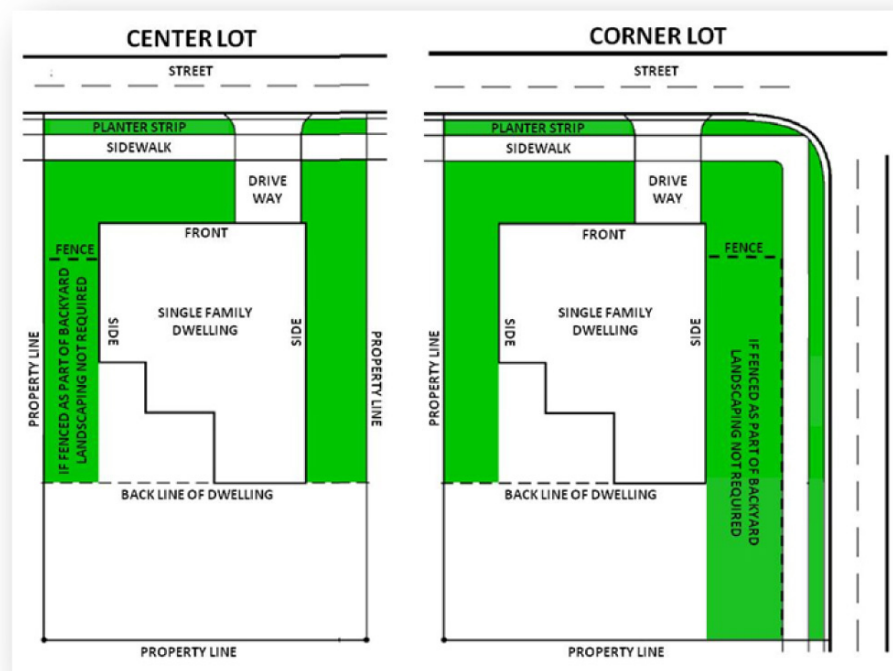 CENTER LOT
STREET
PLANTER STRIP
SIDEWALK
DRIVE
WAY
FRONT
FENCE
IF FENCED AS PART OF BACKYARD
LANDSCAPING NOT REQUIRED
SIDE
SINGLE FAMILY
DWELLING
SIDE
PROPERTY LINE
PROPERTY LINE
BACK LINE OF DWELLING
PROPERTY LINE
CORNER LOT
STREET
PLANTER STRIP
SIDEWALK
DRIVE
WAY
FRONT
FENCE
SIDE
SINGLE FAMILY
DWELLING
SIDE
PROPERTY LINE
IF FENCED AS PART OF BACKYARD
LANDSCAPING NOT REQUIRED
BACK LINE OF DWELLING
PROPERTY LINE